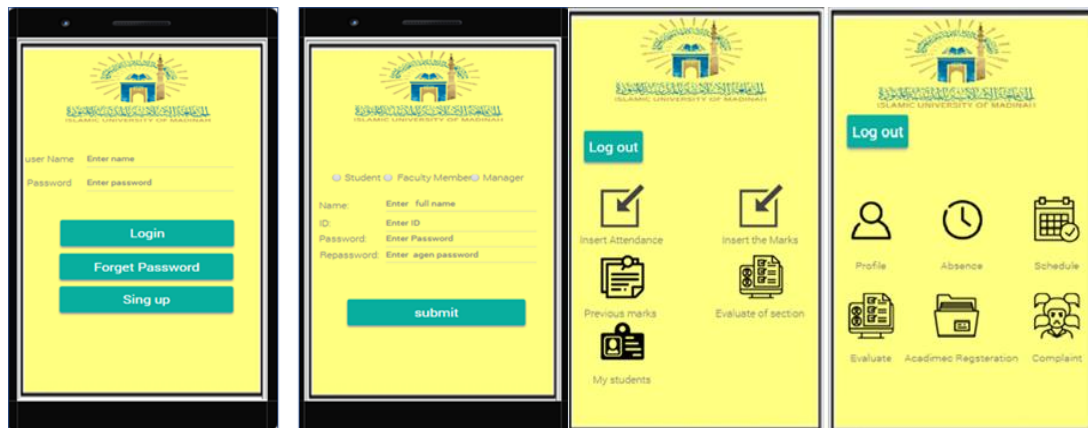 ISLAMIC UNIVERSITY OF MADINAH
user Name Enter name
Password Enter password
Login
Forget Password
Sing up
ISLAMIC UNIVERSITY OF MADINAH
Student Faculty Member Manager
Name: Enter full name
ID: Enter ID
Password: Enter Password
Repassword: Enter agen password
submit
ISLAMIC UNIVERSITY OF MADINAH
Log out
Insert Attendance Insert the Marks
Previous marks Evaluate of section
My students
ISLAMIC UNIVERSITY OF MADINAH
Log out
Profile Absence Schedule
Evaluate Acadimec Regsteration Complaint